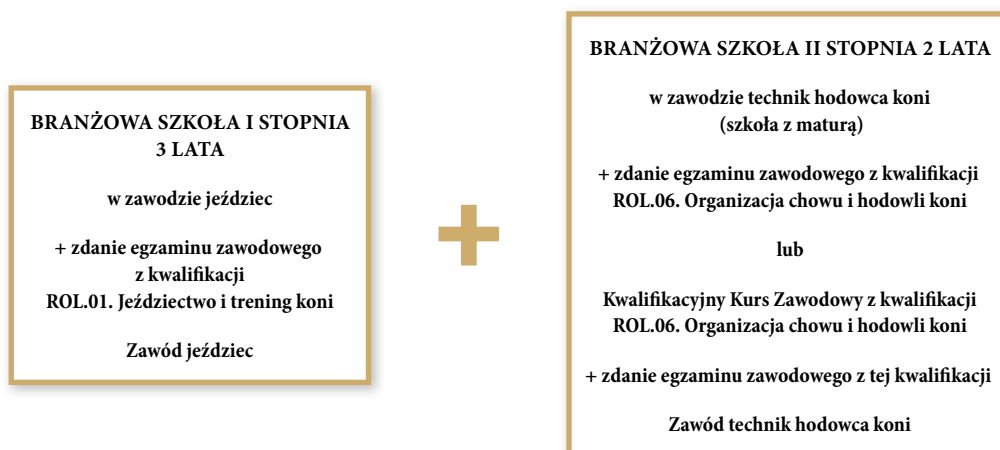 BRANŻOWA SZKOŁA I STOPNIA
3 LATA
w zawodzie jeździec
+ zdanie egzaminu zawodowego
z kwalifikacji
ROL.01. Jeździectwo i trening koni
Zawód jeździec
BRANŻOWA SZKOŁA II STOPNIA 2 LATA
w zawodzie technik hodowca koni
(szkoła z maturą)
+ zdanie egzaminu zawodowego z kwalifikacji
ROL.06. Organizacja chowu i hodowli koni
lub
Kwalifikacyjny Kurs Zawodowy z kwalifikacji
ROL.06. Organizacja chowu i hodowli koni
+ zdanie egzaminu zawodowego z tej kwalifikacji
Zawód technik hodowca koni